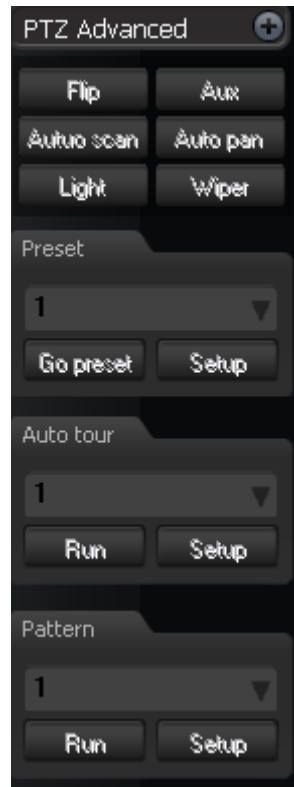 PTZ Advanced
Flip Aux
Autuo scan Auto pan
Light Wiper
Preset
1
Go preset Setup
Auto tour
1
Run Setup
Pattern
1
Run Setup